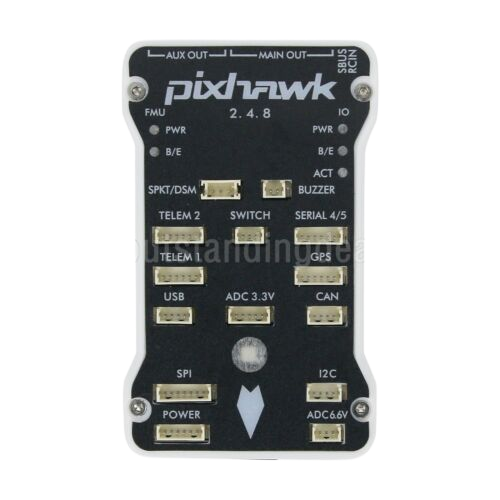 AUX OUT MAIN OUT SBUS
RCIN
pixhawk
2.4.8
FMU IO
PWR PWR
B/E B/E
ACT
SPKT/DSM BUZZER
TELEM 2 SWITCH SERIAL 4/5
outstandingdea
TELEM 1 GPS
USB ADC 3.3V CAN
SPI I2C
POWER ADC6.6V